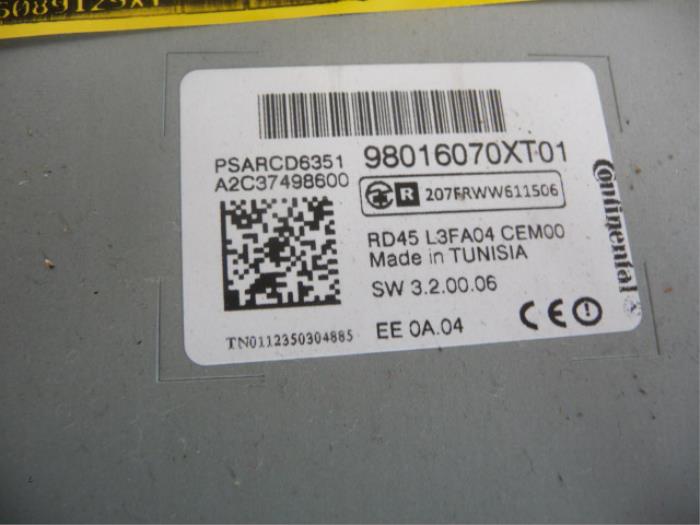 PSARCD6351 98016070XT01
A2C37498600
R 207FRWW611506
RD45 L3FA04 CEM00
Made in TUNISIA
SW 3.2.00.06
EE 0A.04
CE
TN0112350304885
Continental